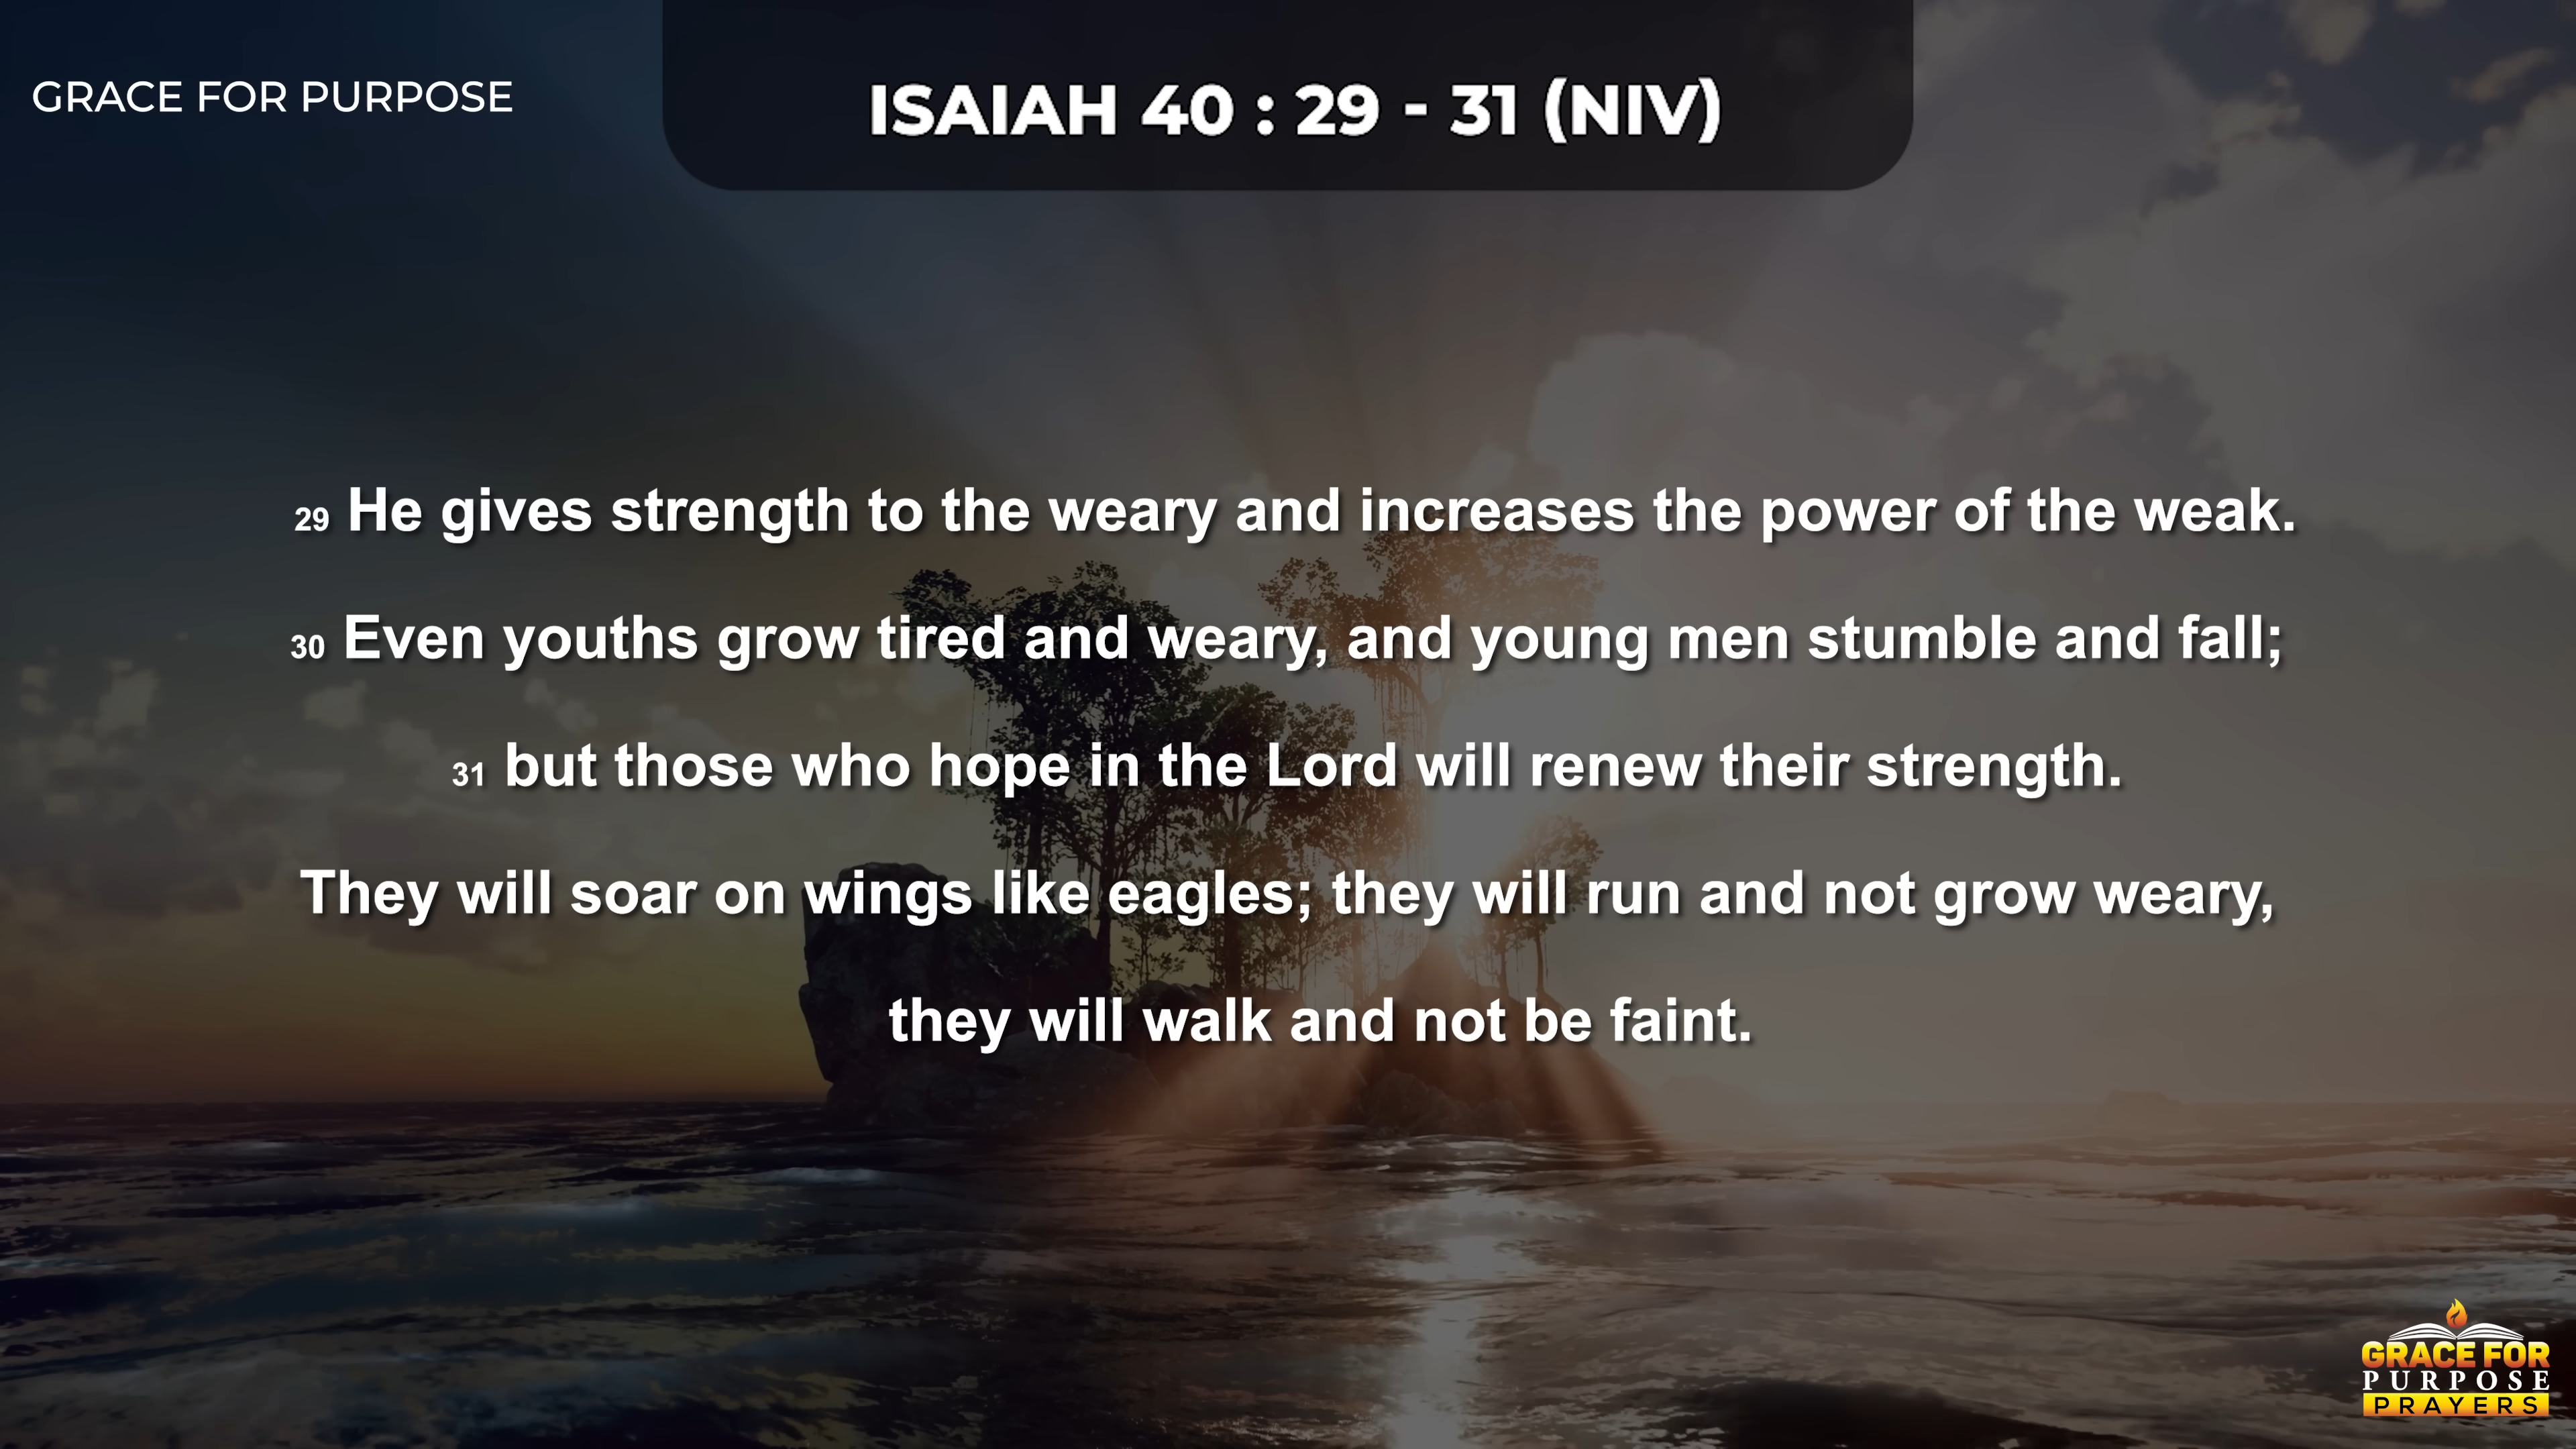 GRACE FOR PURPOSE
ISAIAH 40 : 29 - 31 (NIV)
29 He gives strength to the weary and increases the power of the weak.
30 Even youths grow tired and weary, and young men stumble and fall;
31 but those who hope in the Lord will renew their strength.
They will soar on wings like eagles; they will run and not grow weary,
they will walk and not be faint.
GRACE FOR
PURPOSE
PRAYERS